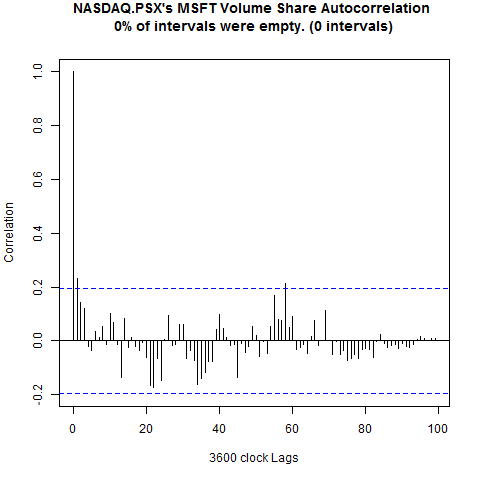 NASDAQ.PSX's MSFT Volume Share Autocorrelation
0% of intervals were empty. (0 intervals)
Correlation
1.0
0.8
0.6
0.4
0.2
0.0
-0.2
0 20 40 60 80 100
3600 clock Lags